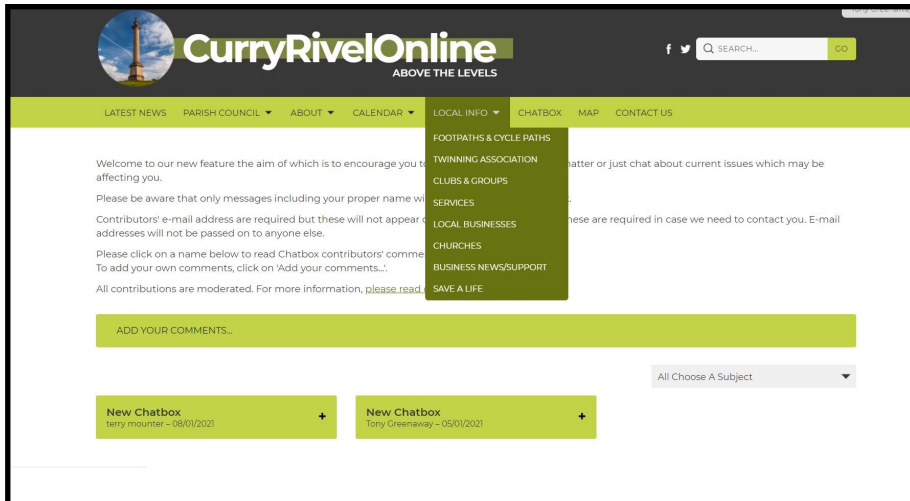 Tony Greenaway
CurryRivelOnline
ABOVE THE LEVELS
SEARCH...
GO
LATEST NEWS PARISH COUNCIL ABOUT CALENDAR LOCAL INFO CHATBOX MAP CONTACT US
FOOTPATHS & CYCLE PATHS
TWINNING ASSOCIATION
CLUBS & GROUPS
SERVICES
LOCAL BUSINESSES
CHURCHES
BUSINESS NEWS/SUPPORT
SAVE A LIFE
Welcome to our new feature the aim of which is to encourage you to matter or just chat about current issues which may be
affecting you.
Please be aware that only messages including your proper name
Contributors' e-mail address are required but these will not appear these are required in case we need to contact you. E-mail
addresses will not be passed on to anyone else.
Please click on a name below to read Chatbox contributors'
To add your own comments, click on 'Add your comments...'.
All contributions are moderated. For more information, please read
ADD YOUR COMMENTS...
All Choose A Subject
New Chatbox
terry mounter – 08/01/2021
New Chatbox
Tony Greenaway – 05/01/2021